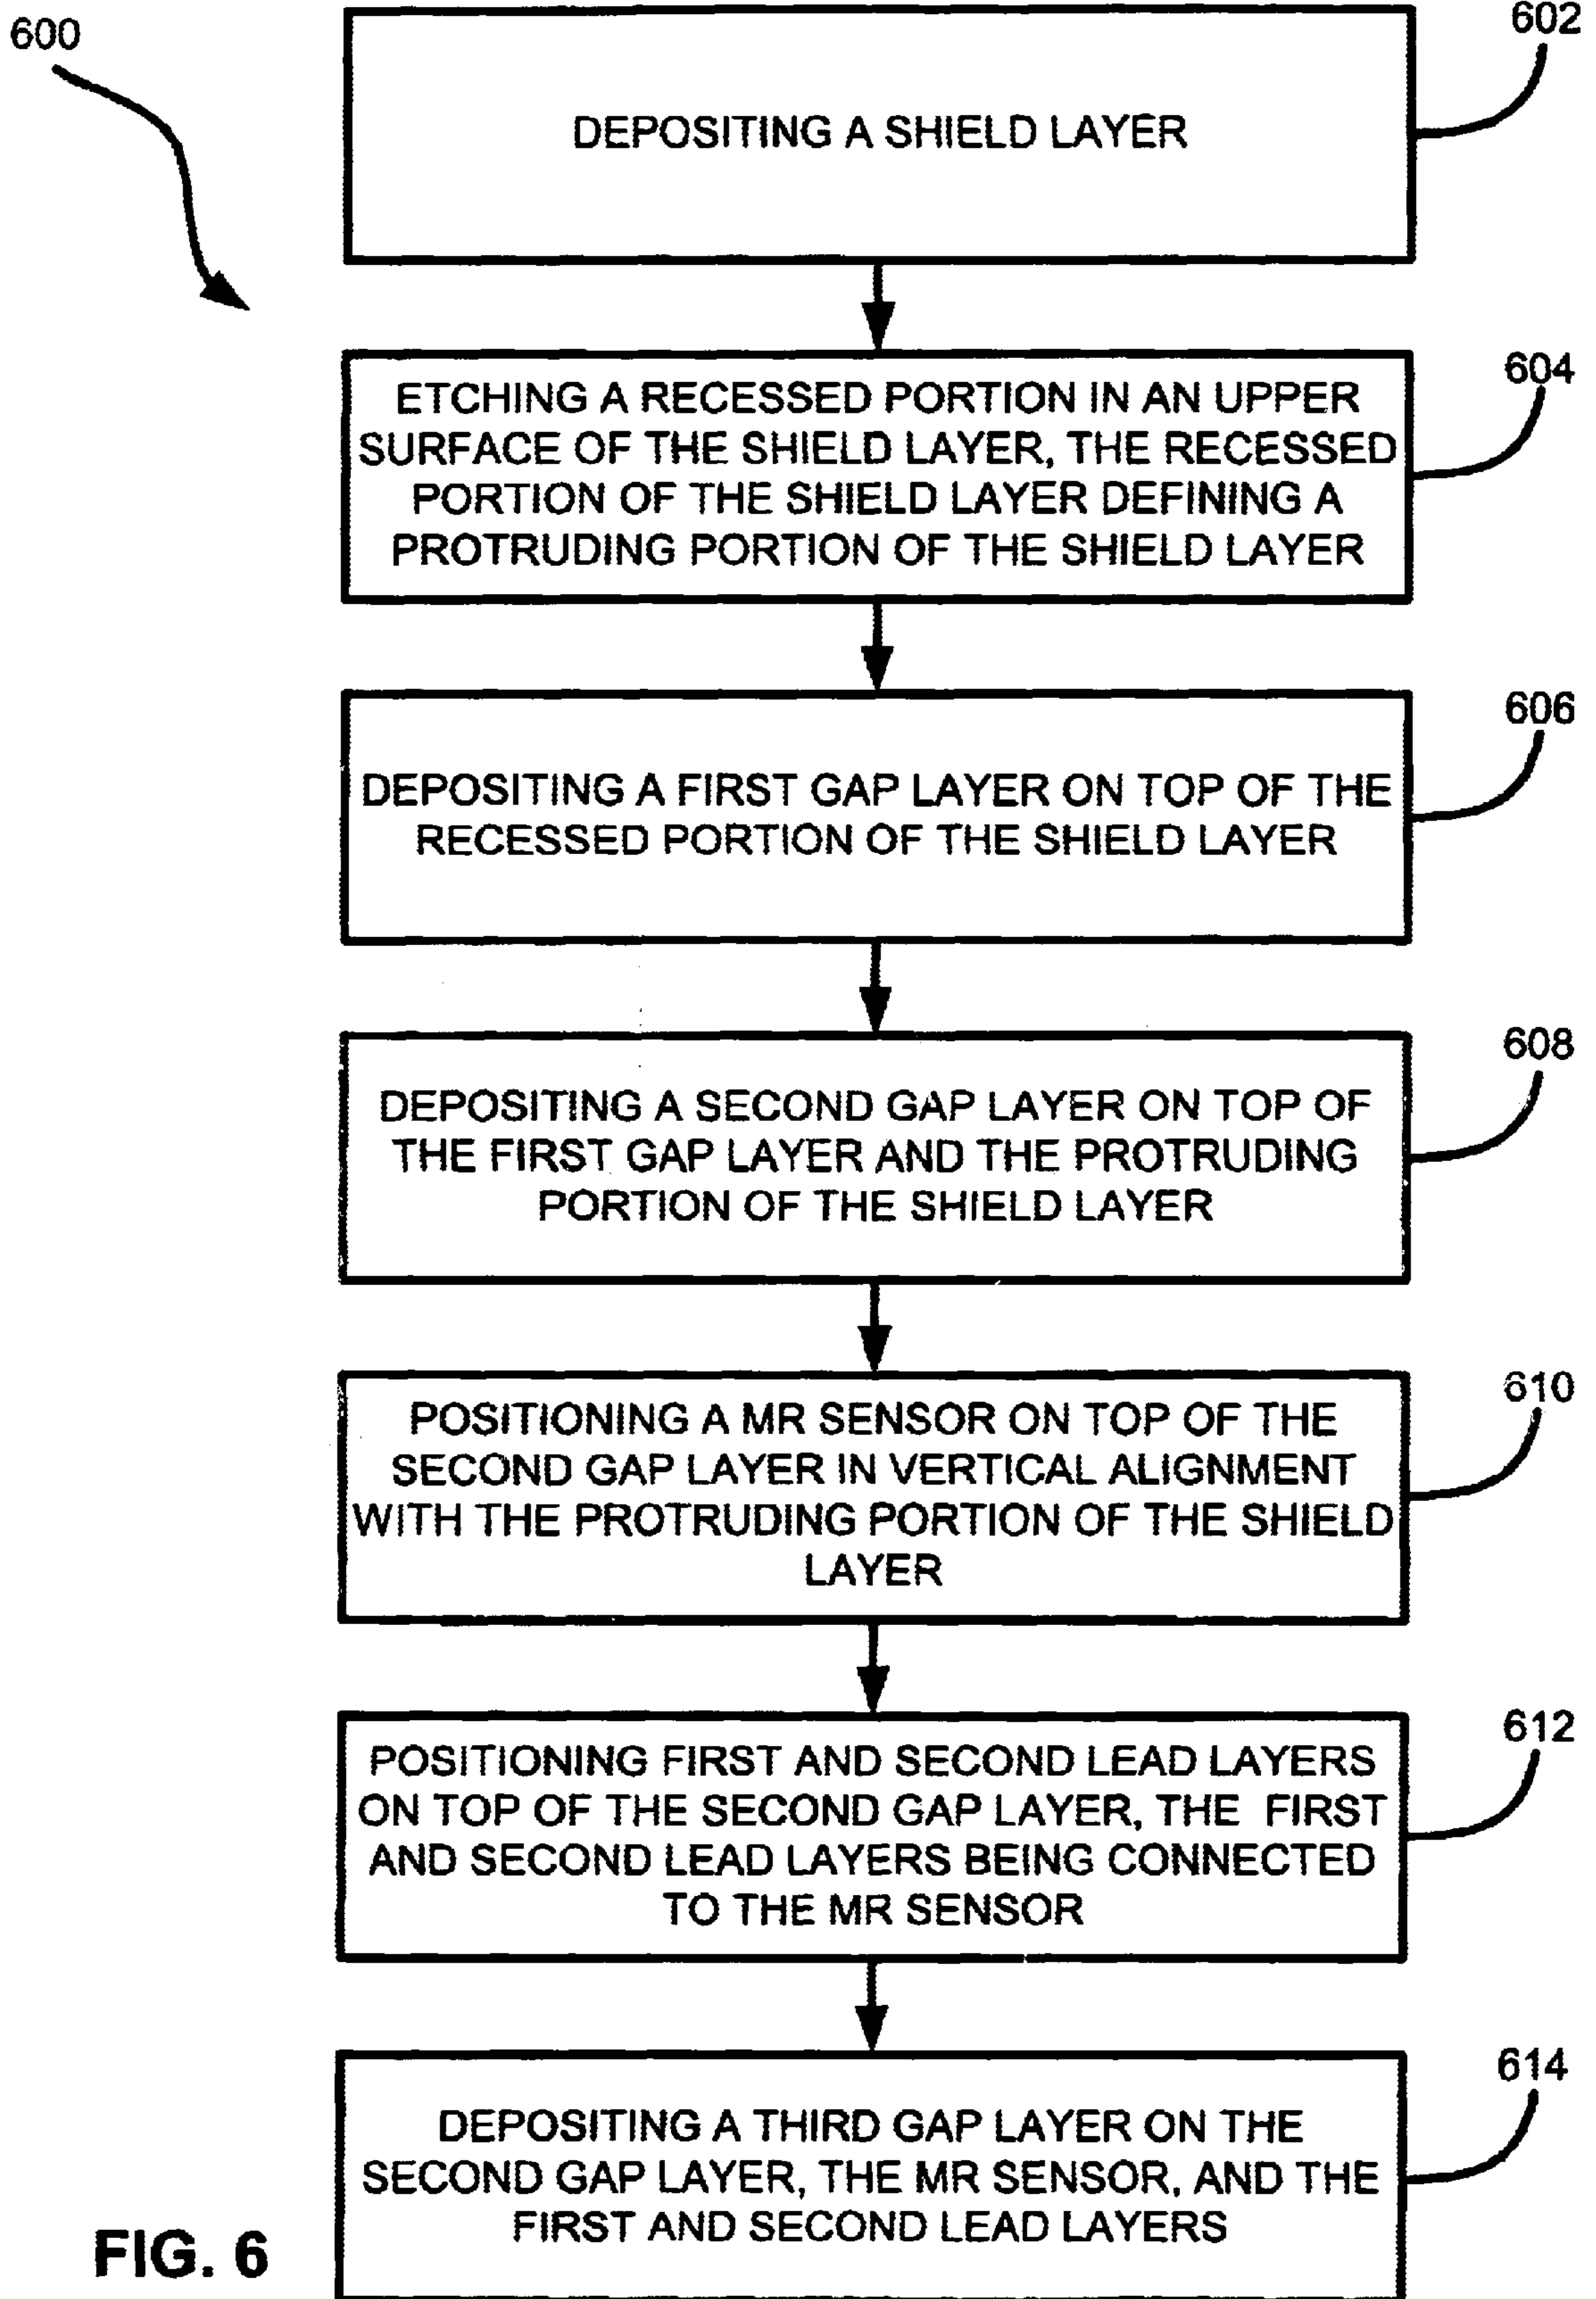 600
602
DEPOSITING A SHIELD LAYER
604
ETCHING A RECESSED PORTION IN AN UPPER
SURFACE OF THE SHIELD LAYER, THE RECESSED
PORTION OF THE SHIELD LAYER DEFINING A
PROTRUDING PORTION OF THE SHIELD LAYER
606
DEPOSITING A FIRST GAP LAYER ON TOP OF THE
RECESSED PORTION OF THE SHIELD LAYER
608
DEPOSITING A SECOND GAP LAYER ON TOP OF
THE FIRST GAP LAYER AND THE PROTRUDING
PORTION OF THE SHIELD LAYER
610
POSITIONING A MR SENSOR ON TOP OF THE
SECOND GAP LAYER IN VERTICAL ALIGNMENT
WITH THE PROTRUDING PORTION OF THE SHIELD
LAYER
612
POSITIONING FIRST AND SECOND LEAD LAYERS
ON TOP OF THE SECOND GAP LAYER, THE FIRST
AND SECOND LEAD LAYERS BEING CONNECTED
TO THE MR SENSOR
614
DEPOSITING A THIRD GAP LAYER ON THE
SECOND GAP LAYER, THE MR SENSOR, AND THE
FIRST AND SECOND LEAD LAYERS
FIG. 6